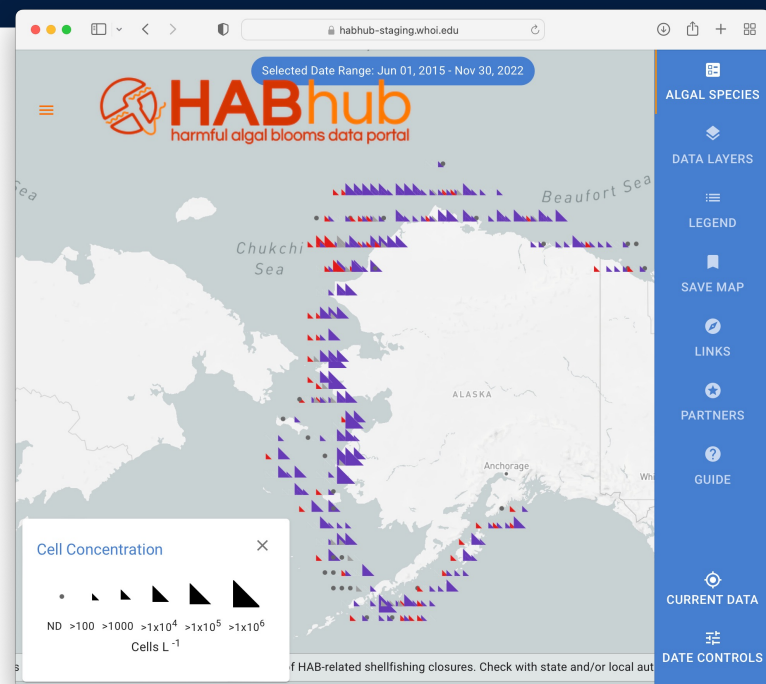 habhub-staging.whoi.edu
Selected Date Range: Jun 01, 2015 - Nov 30, 2022
HABhub
harmful algal blooms data portal
ALGAL SPECIES
DATA LAYERS
LEGEND
SAVE MAP
LINKS
PARTNERS
GUIDE
CURRENT DATA
DATE CONTROLS
Sea
Beaufort Sea
Chukchi
Sea
ALASKA
Anchorage
Whi
Cell Concentration
ND >100 >1000 >1x10⁴ >1x10⁵ >1x10⁶
Cells L ⁻¹
s
of HAB-related shellfishing closures. Check with state and/or local aut